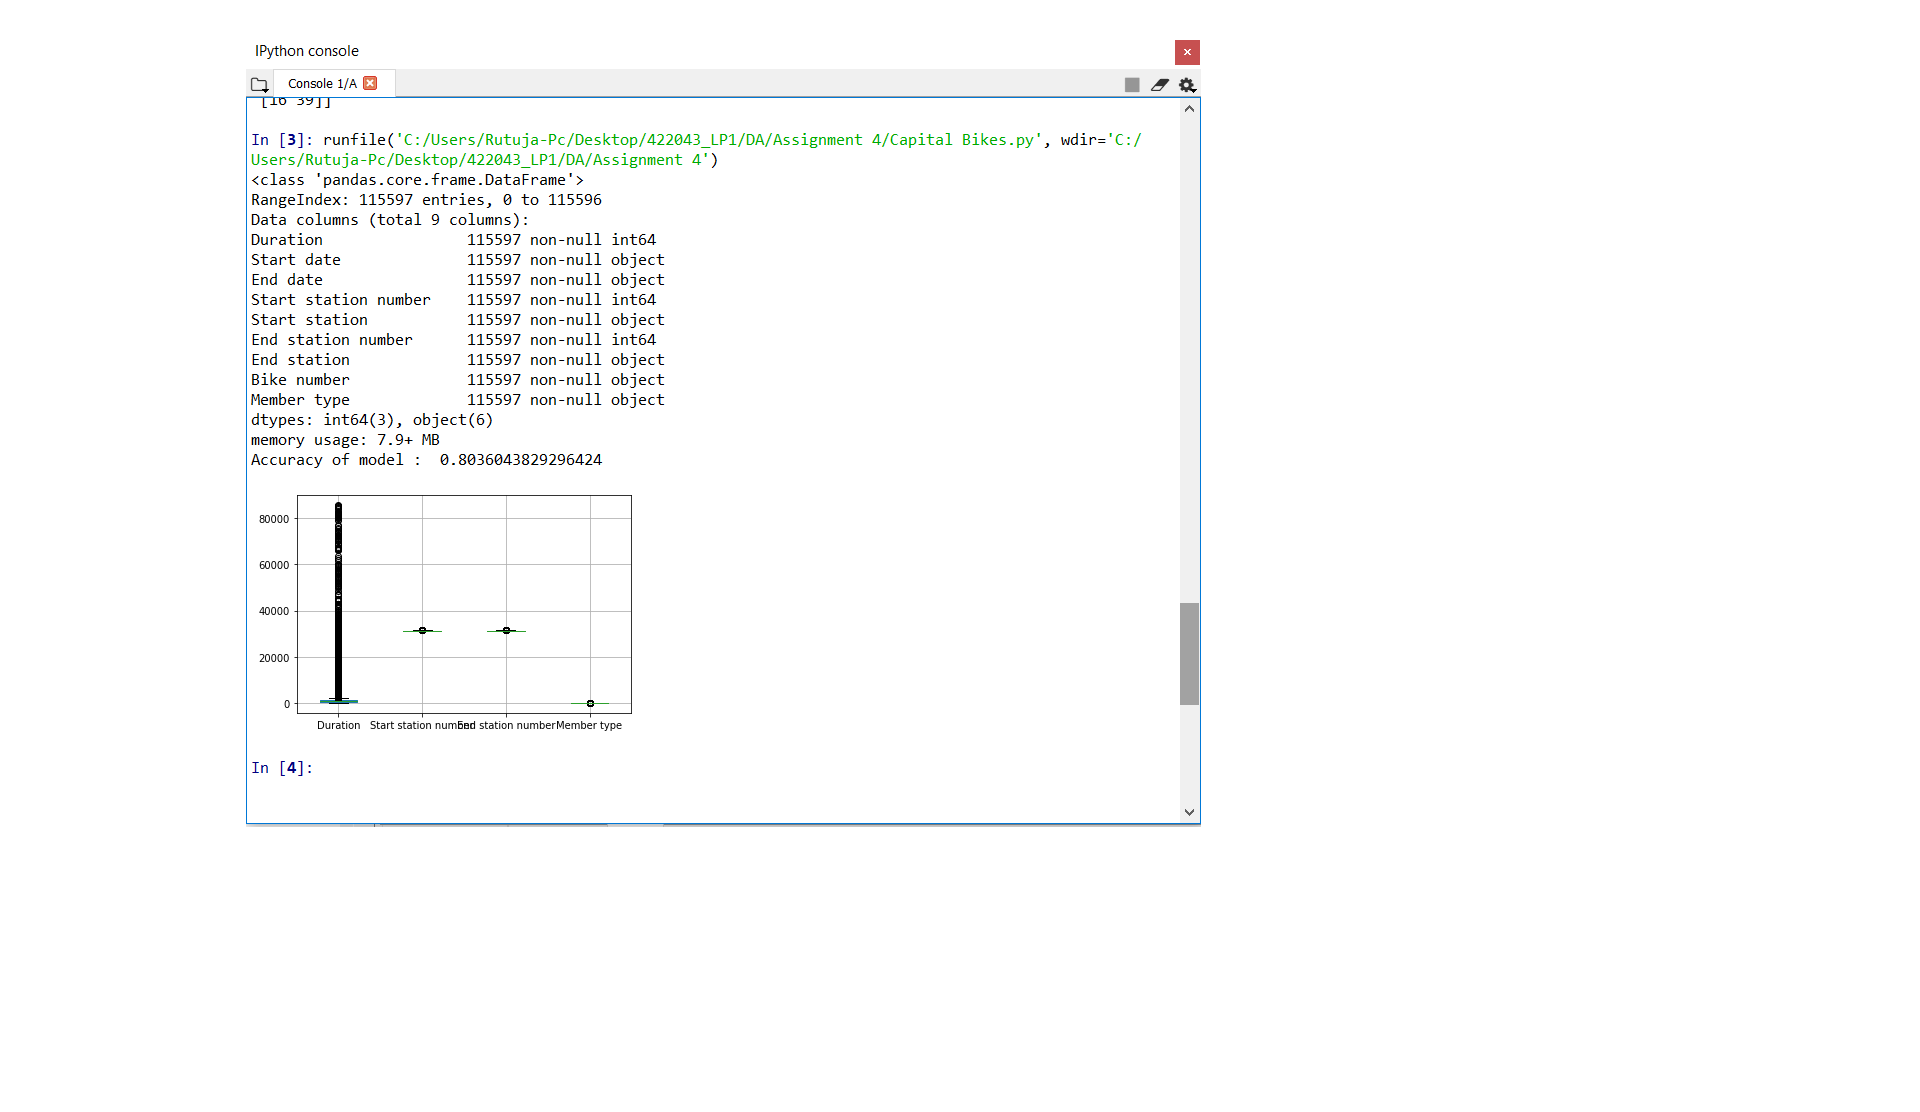 IPython console
Console 1/A
[16 39]]
In [3]: runfile('C:/Users/Rutuja-Pc/Desktop/422043_LP1/DA/Assignment 4/Capital Bikes.py', wdir='C:/
Users/Rutuja-Pc/Desktop/422043_LP1/DA/Assignment 4')
<class 'pandas.core.frame.DataFrame'>
RangeIndex: 115597 entries, 0 to 115596
Data columns (total 9 columns):
Duration                115597 non-null int64
Start date              115597 non-null object
End date                115597 non-null object
Start station number    115597 non-null int64
Start station           115597 non-null object
End station number      115597 non-null int64
End station             115597 non-null object
Bike number             115597 non-null object
Member type             115597 non-null object
dtypes: int64(3), object(6)
memory usage: 7.9+ MB
Accuracy of model :  0.8036043829296424
80000
60000
40000
20000
0
Duration Start station number End station number Member type
In [4]: